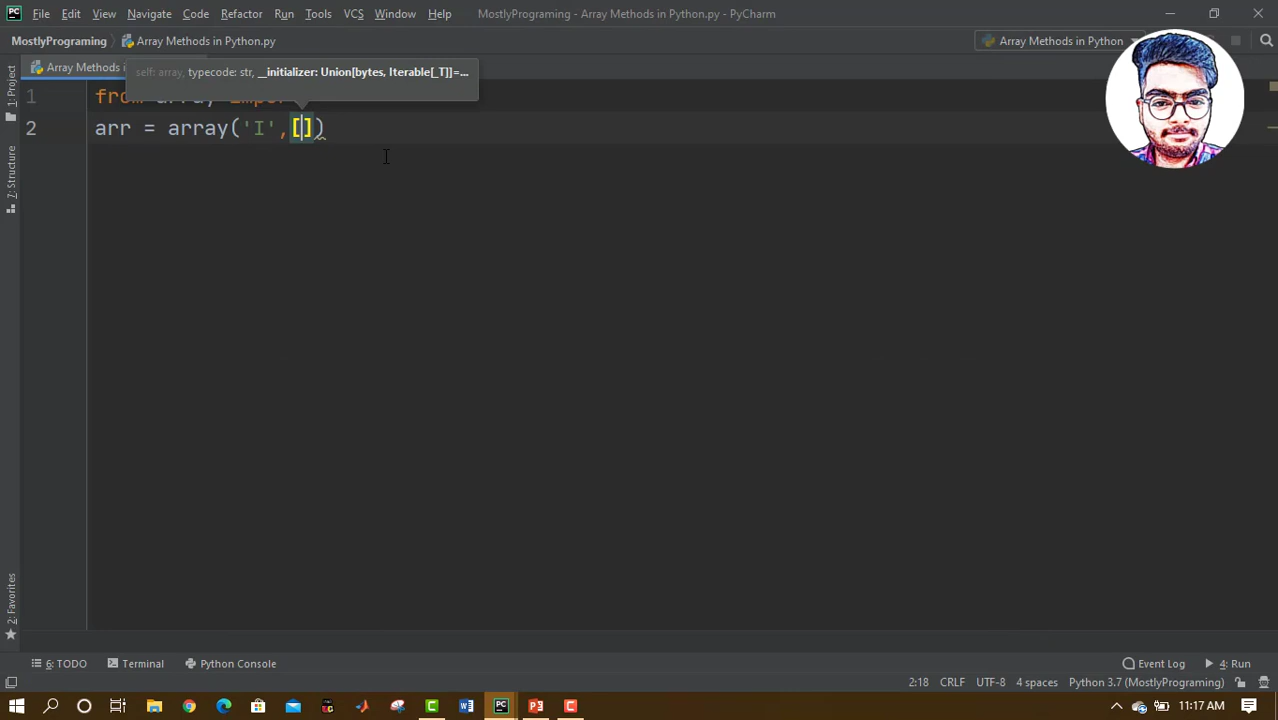 File Edit View Navigate Code Refactor Run Tools VCS Window Help MostlyPrograming - Array Methods in Python.py - PyCharm
MostlyPrograming Array Methods in Python.py Array Methods in Python
Array Methods
self: array, typecode: str, __initializer: Union[bytes, Iterable[_T]]=...
1 from array impor
2 arr = array('I',[])
1: Project
7: Structure
2: Favorites
6: TODO Terminal Python Console Event Log 4: Run
2:18 CRLF UTF-8 4 spaces Python 3.7 (MostlyPrograming)
11:17 AM